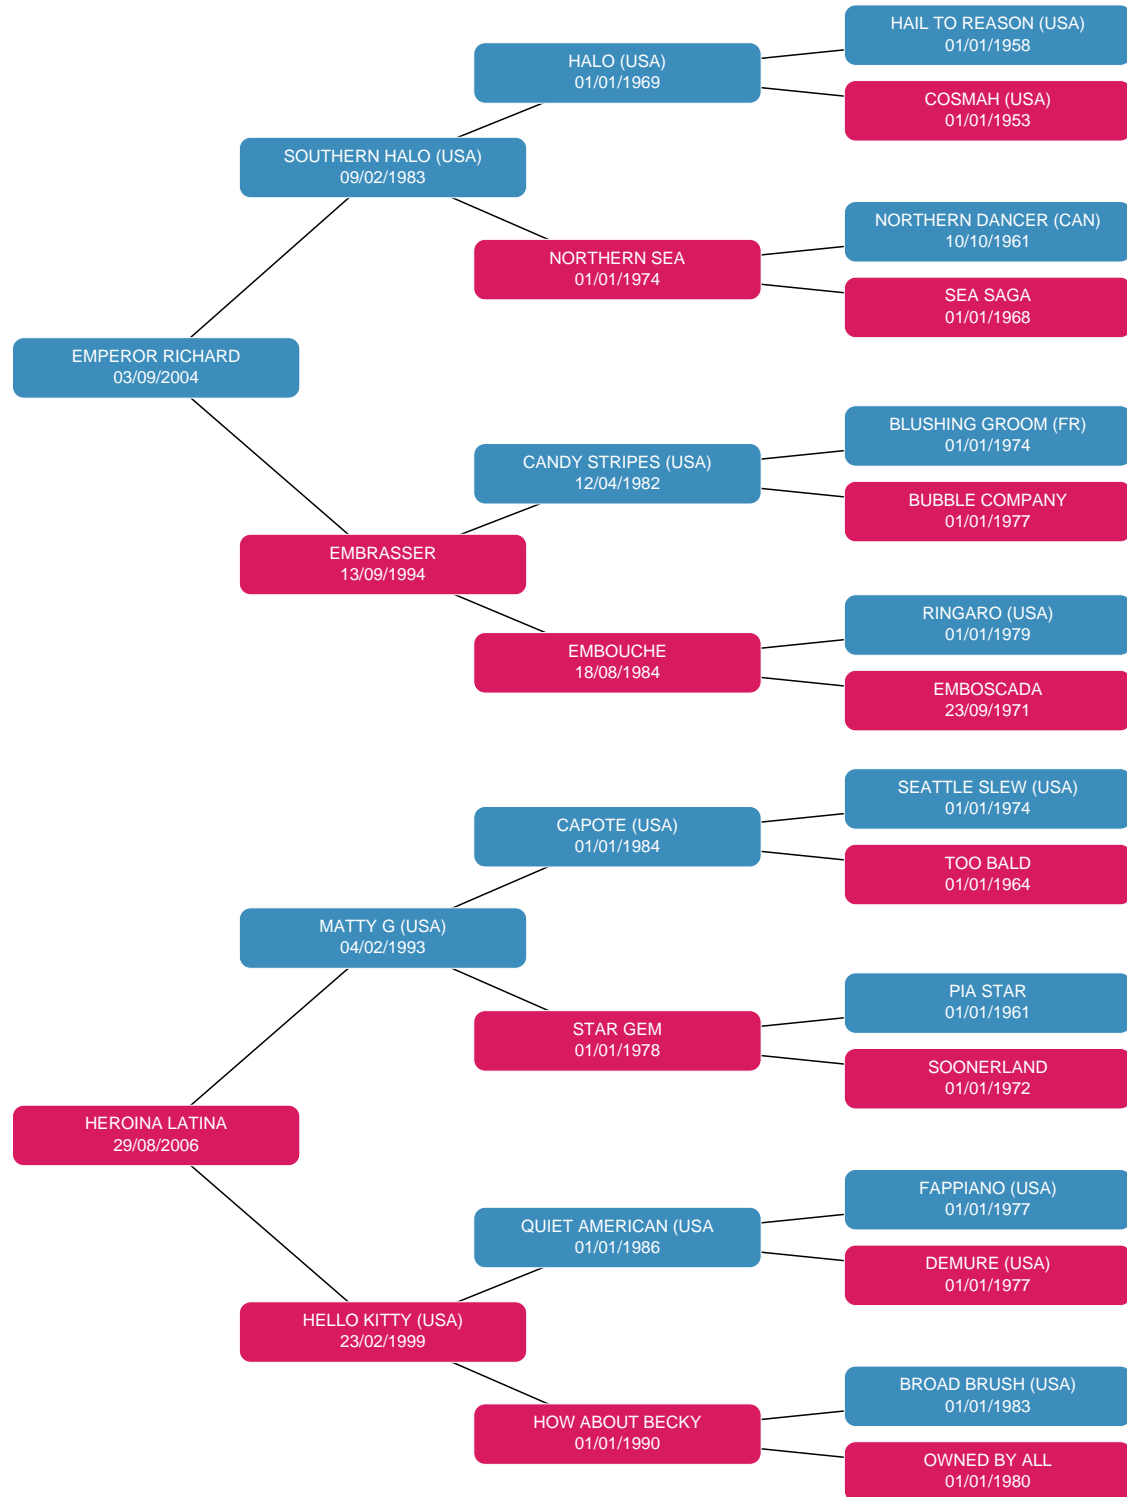 HAIL TO REASON (USA)
01/01/1958
HALO (USA)
01/01/1969
COSMAH (USA)
01/01/1953
SOUTHERN HALO (USA)
09/02/1983
NORTHERN DANCER (CAN)
10/10/1961
NORTHERN SEA
01/01/1974
SEA SAGA
01/01/1968
EMPEROR RICHARD
03/09/2004
BLUSHING GROOM (FR)
01/01/1974
CANDY STRIPES (USA)
12/04/1982
BUBBLE COMPANY
01/01/1977
EMBRASSER
13/09/1994
RINGARO (USA)
01/01/1979
EMBOUCHE
18/08/1984
EMBOSCADA
23/09/1971
SEATTLE SLEW (USA)
01/01/1974
CAPOTE (USA)
01/01/1984
TOO BALD
01/01/1964
MATTY G (USA)
04/02/1993
PIA STAR
01/01/1961
STAR GEM
01/01/1978
SOONERLAND
01/01/1972
HEROINA LATINA
29/08/2006
FAPPIANO (USA)
01/01/1977
QUIET AMERICAN (USA
01/01/1986
DEMURE (USA)
01/01/1977
HELLO KITTY (USA)
23/02/1999
BROAD BRUSH (USA)
01/01/1983
HOW ABOUT BECKY
01/01/1990
OWNED BY ALL
01/01/1980